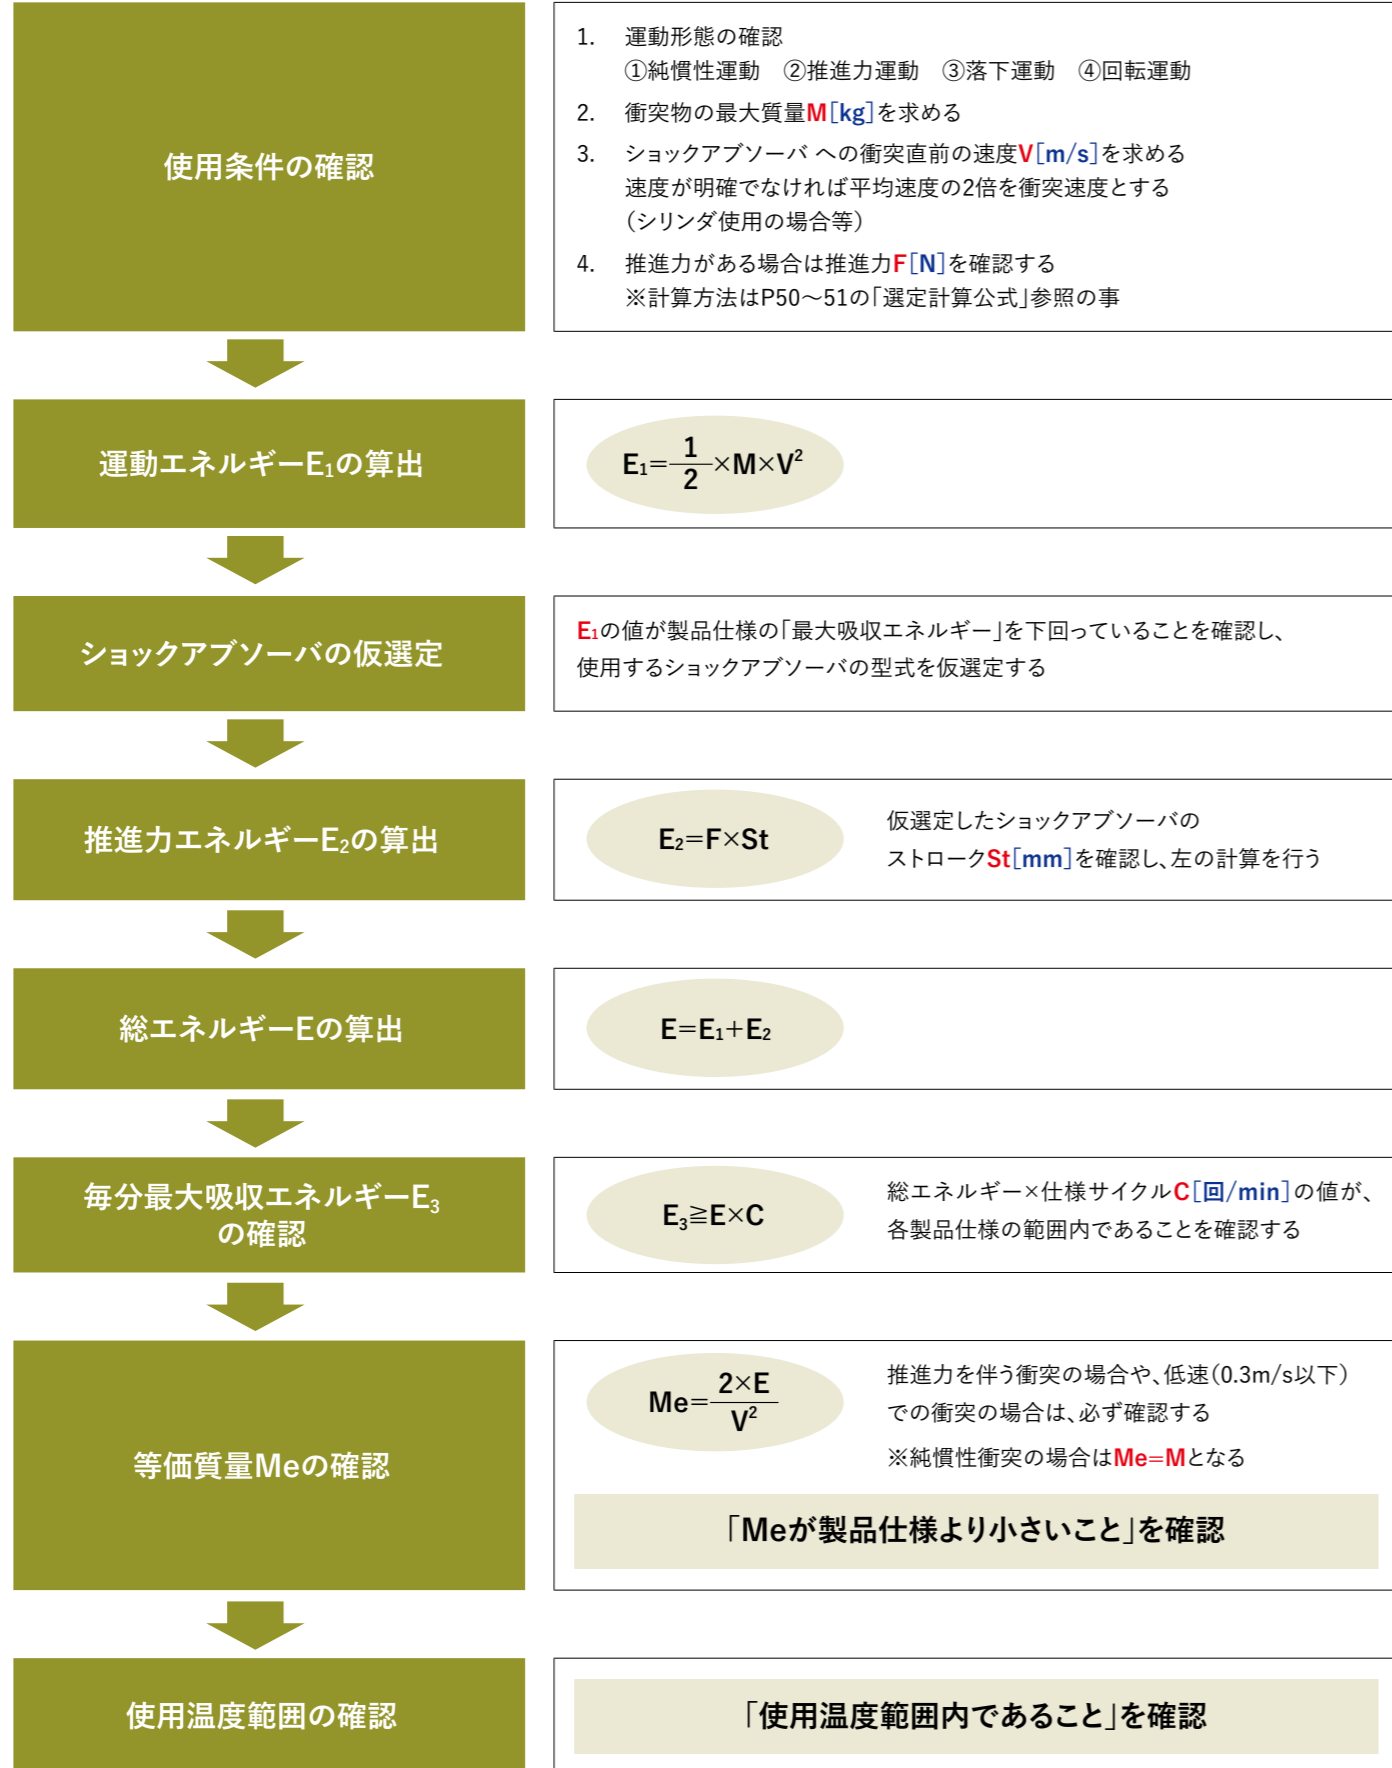 使用条件の確認
1. 運動形態の確認
①純慣性運動 ②推進力運動 ③落下運動 ④回転運動
2. 衝突物の最大質量M[kg]を求める
3. ショックアブソーバ への衝突直前の速度V[m/s]を求める
速度が明確でなければ平均速度の2倍を衝突速度とする
(シリンダ使用の場合等)
4. 推進力がある場合は推進力F[N]を確認する
※計算方法はP50〜51の「選定計算公式」参照の事
運動エネルギーE₁の算出
E₁=1/2×M×V²
ショックアブソーバの仮選定
E₁の値が製品仕様の「最大吸収エネルギー」を下回っていることを確認し、
使用するショックアブソーバの型式を仮選定する
推進力エネルギーE₂の算出
E₂=F×St
仮選定したショックアブソーバの
ストロークSt[mm]を確認し、左の計算を行う
総エネルギーEの算出
E=E₁+E₂
毎分最大吸収エネルギーE₃
の確認
E₃≧E×C
総エネルギー×仕様サイクルC[回/min]の値が、
各製品仕様の範囲内であることを確認する
等価質量Meの確認
Me=2×E/V²
推進力を伴う衝突の場合や、低速(0.3m/s以下)
での衝突の場合は、必ず確認する
※純慣性衝突の場合はMe=Mとなる
「Meが製品仕様より小さいこと」を確認
使用温度範囲の確認
「使用温度範囲内であること」を確認